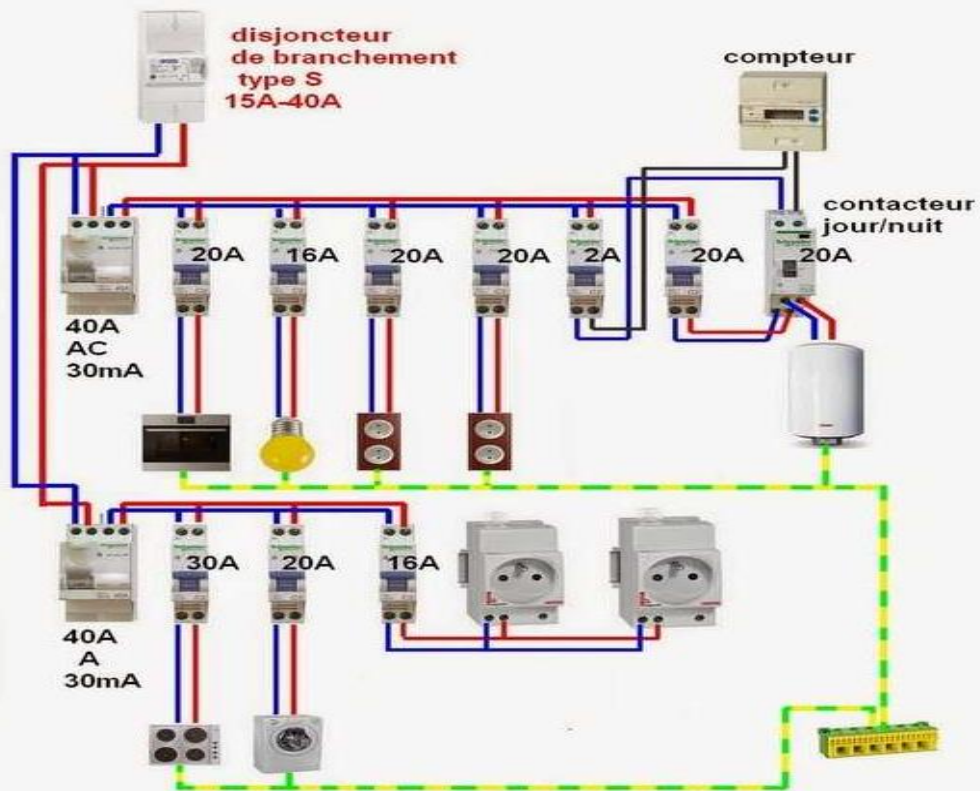 disjoncteur
de branchement
type S
15A-40A
compteur
contacteur
jour/nuit
20A
16A
20A
20A
2A
20A
20A
40A
AC
30mA
30A
20A
16A
40A
A
30mA